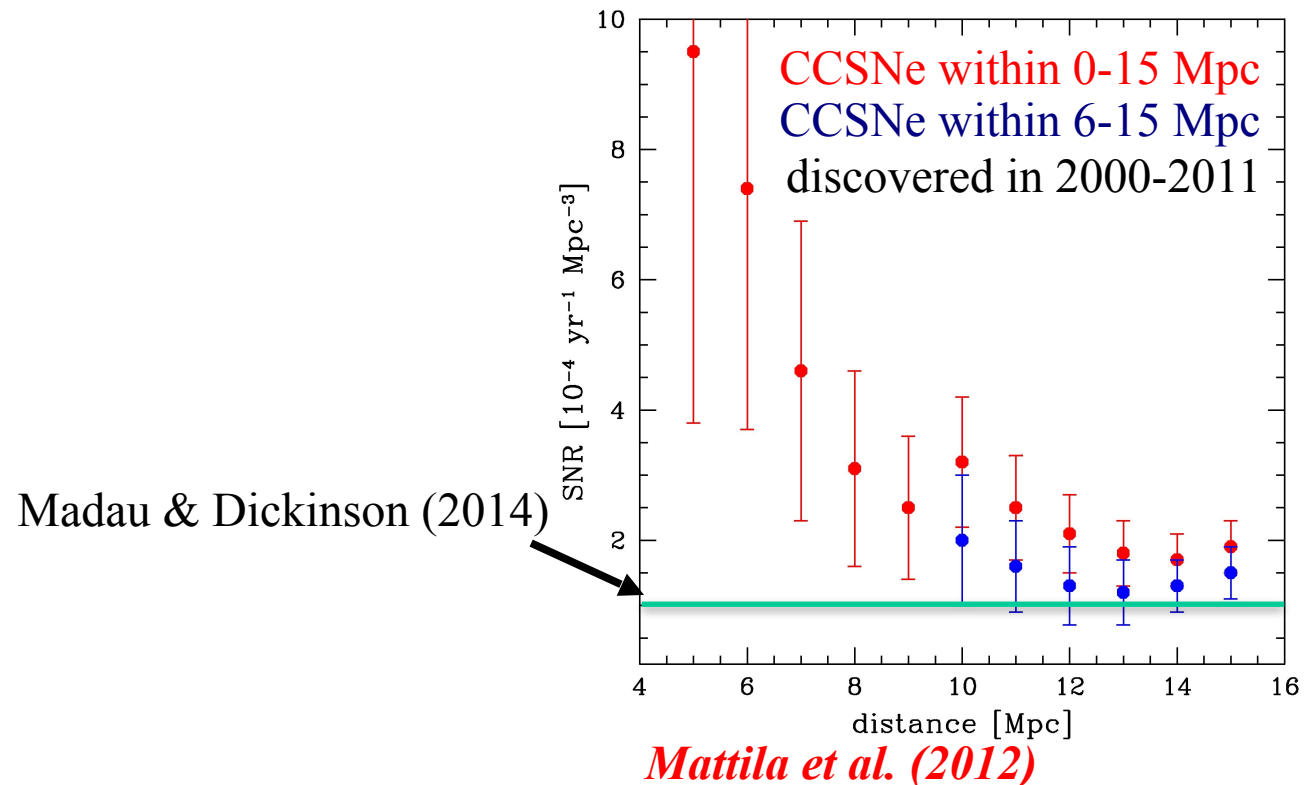 CCSNe within 0-15 Mpc
CCSNe within 6-15 Mpc
discovered in 2000-2011
10
8
6
4
2
SNR [10⁻⁴ yr⁻¹ Mpc⁻³]
Madau & Dickinson (2014)
4 6 8 10 12 14 16
distance [Mpc]
Mattila et al. (2012)